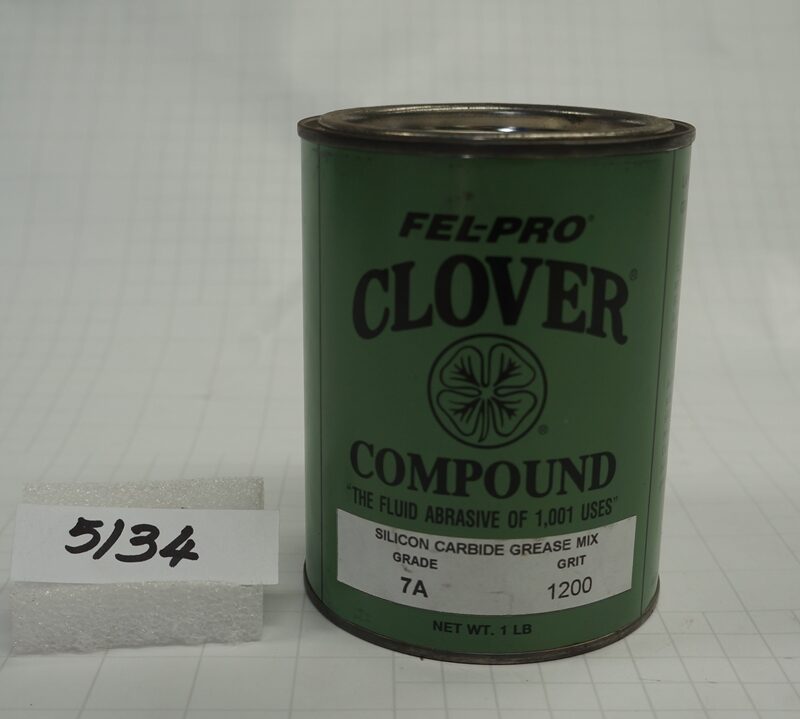 FEL-PRO®
CLOVER®
®
COMPOUND
"THE FLUID ABRASIVE OF 1,001 USES"
SILICON CARBIDE GREASE MIX
GRADE GRIT
7A 1200
NET WT. 1 LB
5134